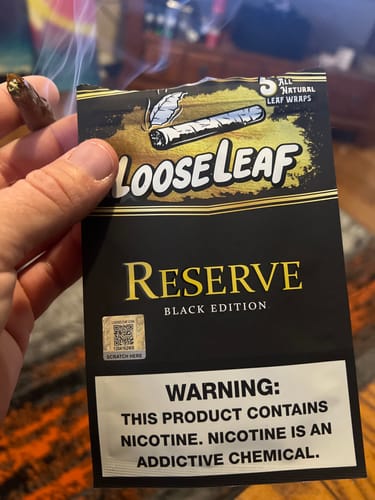 5 ALL
NATURAL
LEAF WRAPS
LOOSELEAF
RESERVE
BLACK EDITION
SCRATCH HERE
WARNING:
THIS PRODUCT CONTAINS
NICOTINE. NICOTINE IS AN
ADDICTIVE CHEMICAL.